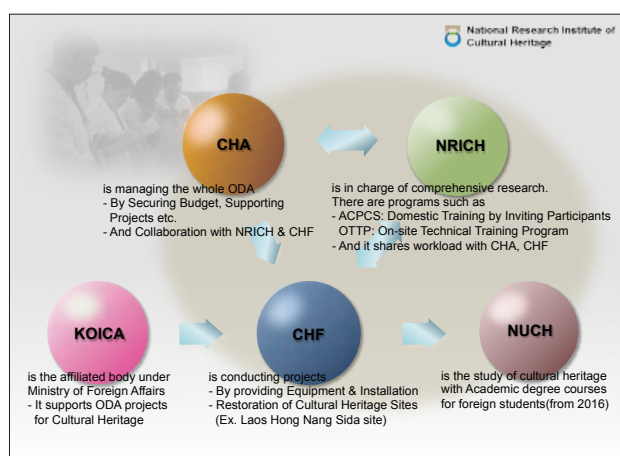 National Research Institute of
Cultural Heritage
CHA
NRICH
is managing the whole ODA
- By Securing Budget, Supporting
Projects etc.
- And Collaboration with NRICH & CHF
is in charge of comprehensive research.
There are programs such as
- ACPCS: Domestic Training by Inviting Participants
OTTP: On-site Technical Training Program
- And it shares workload with CHA, CHF
KOICA
CHF
NUCH
is the affiliated body under
Ministry of Foreign Affairs
- It supports ODA projects
for Cultural Heritage
is conducting projects
- By providing Equipment & Installation
- Restoration of Cultural Heritage Sites
(Ex. Laos Hong Nang Sida site)
is the study of cultural heritage
with Academic degree courses
for foreign students(from 2016)